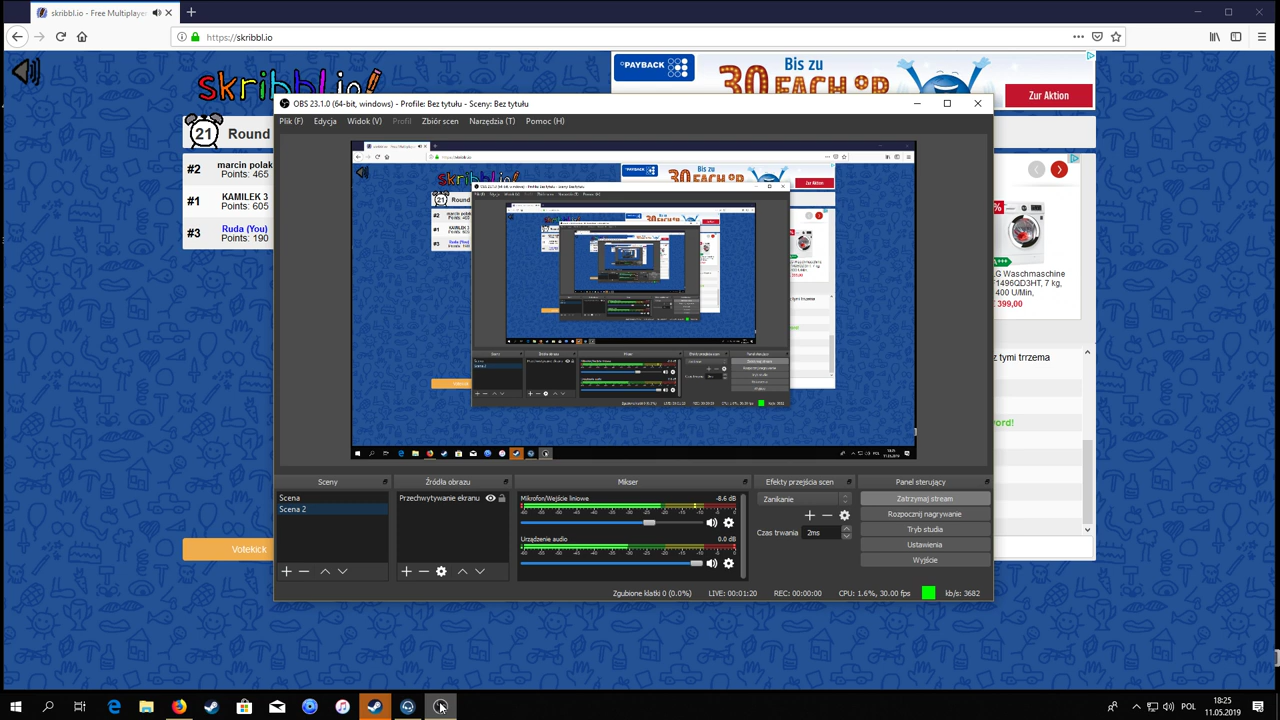 skribbl.io - Free Multiplayer
https://skribbl.io
skribbl.io!
°PAYBACK
Bis zu
30 FACH °P
Zur Aktion
21
Round
#2
marcin polak
Points: 465
#1
KAMILEK 3
Points: 605
#3
Ruda (You)
Points: 190
Votekick
OBS 23.1.0 (64-bit, windows) - Profile: Bez tytułu - Sceny: Bez tytułu
Plik (F) Edycja Widok (V) Profil Zbiór scen Narzędzia (T) Pomoc (H)
Sceny
Scena
Scena 2
Źródła obrazu
Przechwytywanie ekranu
Mikser
Mikrofon/Wejście liniowe
-8.6 dB
Urządzenie audio
0.0 dB
Efekty przejścia scen
Zanikanie
Czas trwania 2ms
Panel sterujący
Zatrzymaj stream
Rozpocznij nagrywanie
Tryb studia
Ustawienia
Wyjście
Zgubione klatki 0 (0.0%) LIVE: 00:01:20 REC: 00:00:00 CPU: 1.6%, 30.00 fps kb/s: 3682
%
A+++
G Waschmaschine
1496QD3HT, 7 kg,
400 U/Min,
399,00
z tymi trzema
word!
POL
18:25
11.05.2019